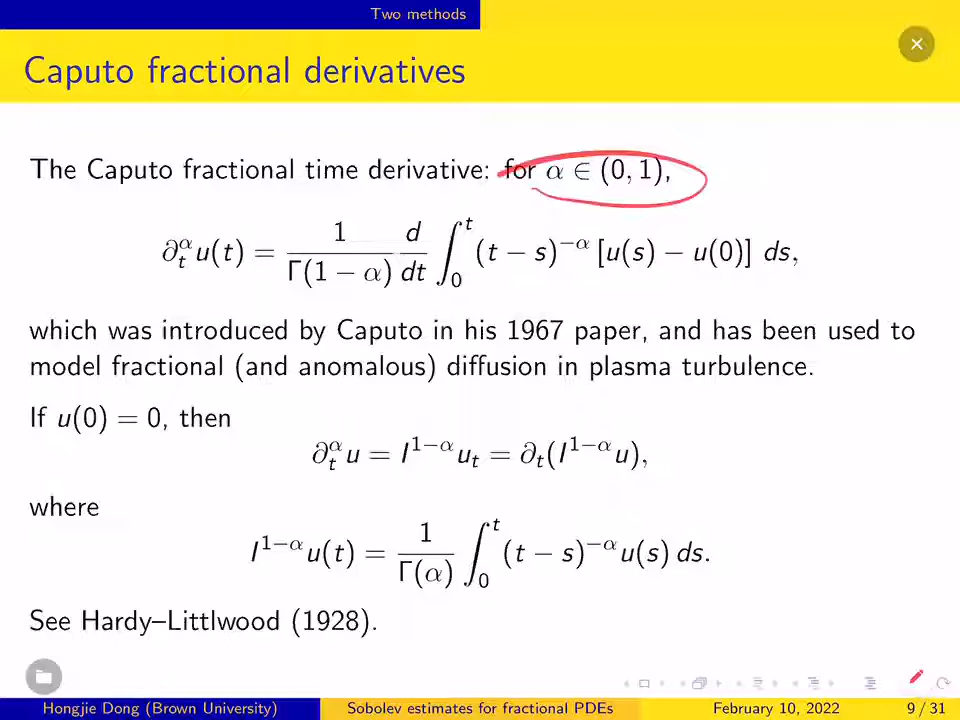 Two methods
Caputo fractional derivatives
The Caputo fractional time derivative: for α ∈ (0, 1),
∂_t^α u(t) = \frac{1}{Γ(1 − α)} \frac{d}{dt} ∫_0^t (t − s)^{−α} [u(s) − u(0)] ds,
which was introduced by Caputo in his 1967 paper, and has been used to
model fractional (and anomalous) diffusion in plasma turbulence.
If u(0) = 0, then
∂_t^α u = I^{1−α} u_t = ∂_t(I^{1−α} u),
where
I^{1−α} u(t) = \frac{1}{Γ(α)} ∫_0^t (t − s)^{−α} u(s) ds.
See Hardy–Littlwood (1928).
Hongjie Dong (Brown University) Sobolev estimates for fractional PDEs February 10, 2022 9 / 31